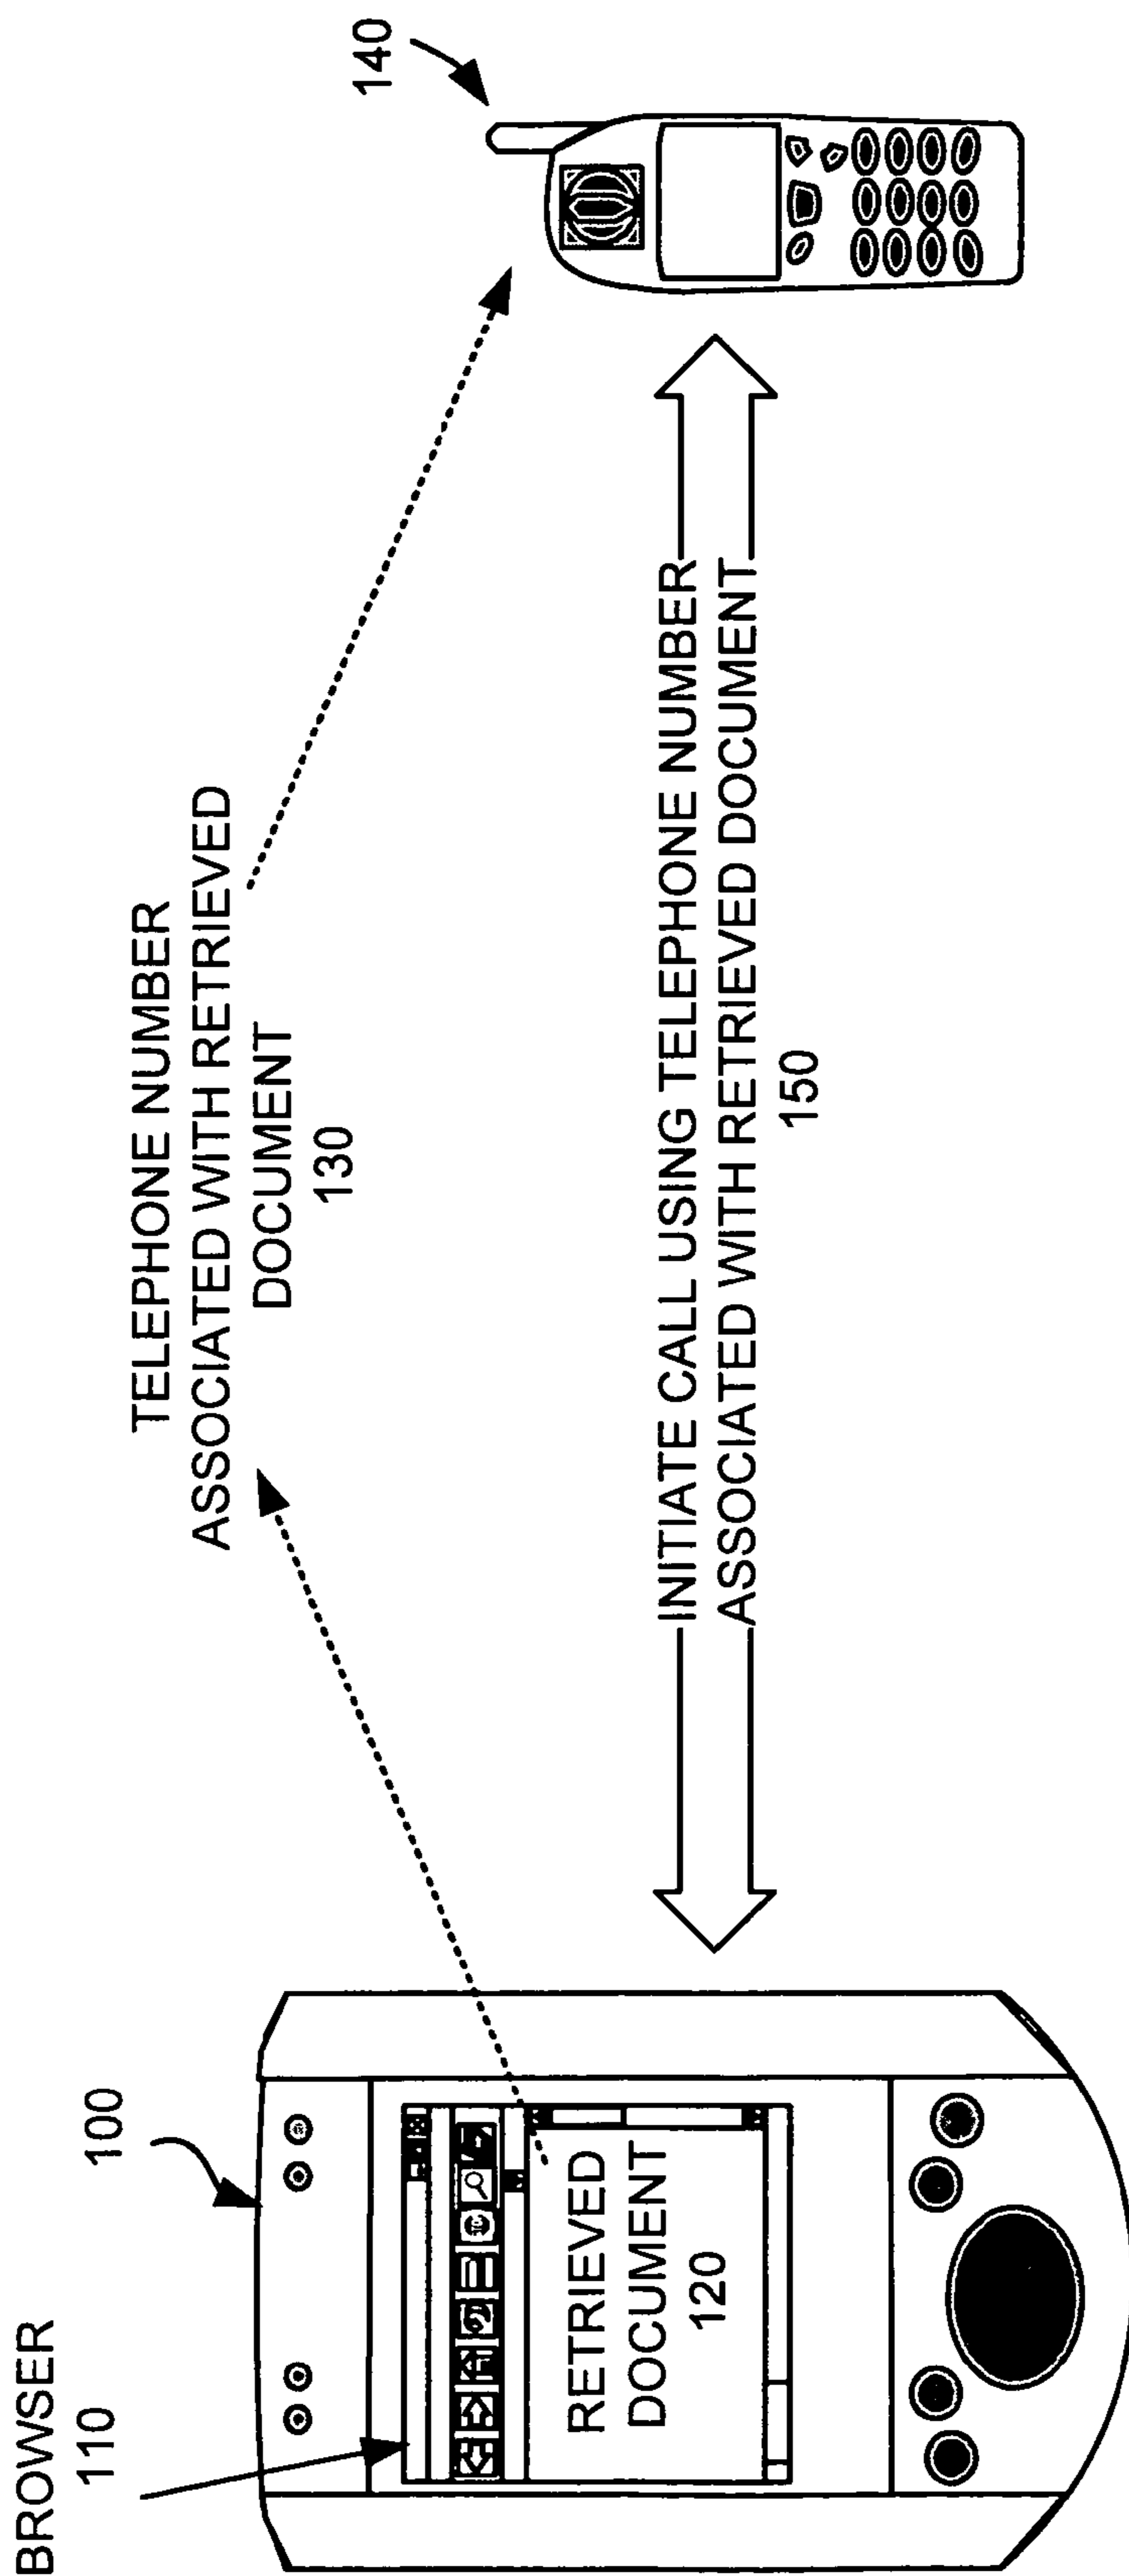 BROWSER
110
100
RETRIEVED
DOCUMENT
120
TELEPHONE NUMBER
ASSOCIATED WITH RETRIEVED
DOCUMENT
130
INITIATE CALL USING TELEPHONE NUMBER
ASSOCIATED WITH RETRIEVED DOCUMENT
150
140